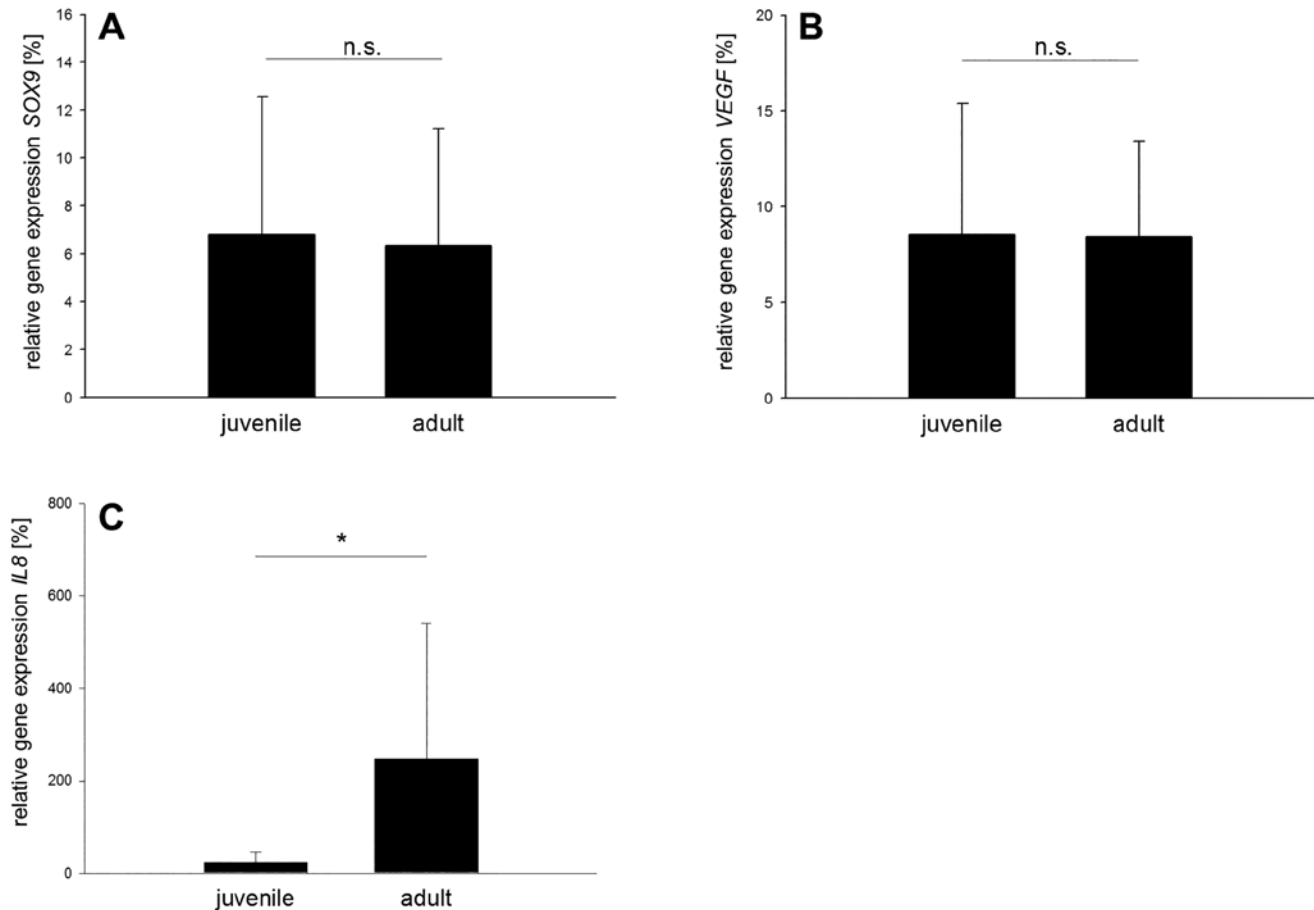 A
relative gene expression SOX9 [%]
16
14
12
10
8
6
4
2
0
n.s.
juvenile
adult
B
relative gene expression VEGF [%]
20
15
10
5
0
n.s.
juvenile
adult
C
relative gene expression IL8 [%]
800
600
400
200
0
*
juvenile
adult